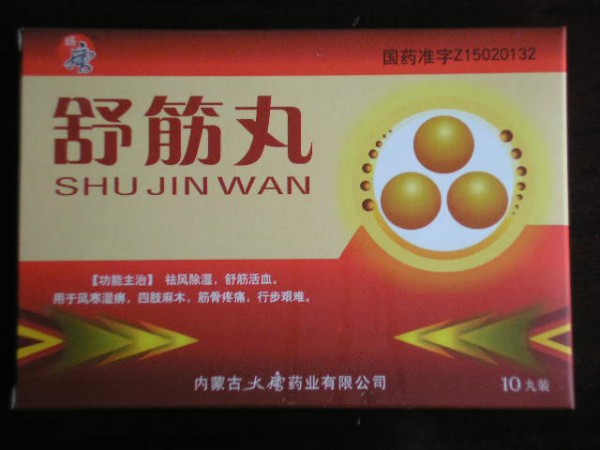 国药准字Z15020132
舒筋丸
SHU JIN WAN
【功能主治】 祛风除湿，舒筋活血。
用于风寒湿痹，四肢麻木，筋骨疼痛，行步艰难。
内蒙古大唐药业有限公司
10丸装